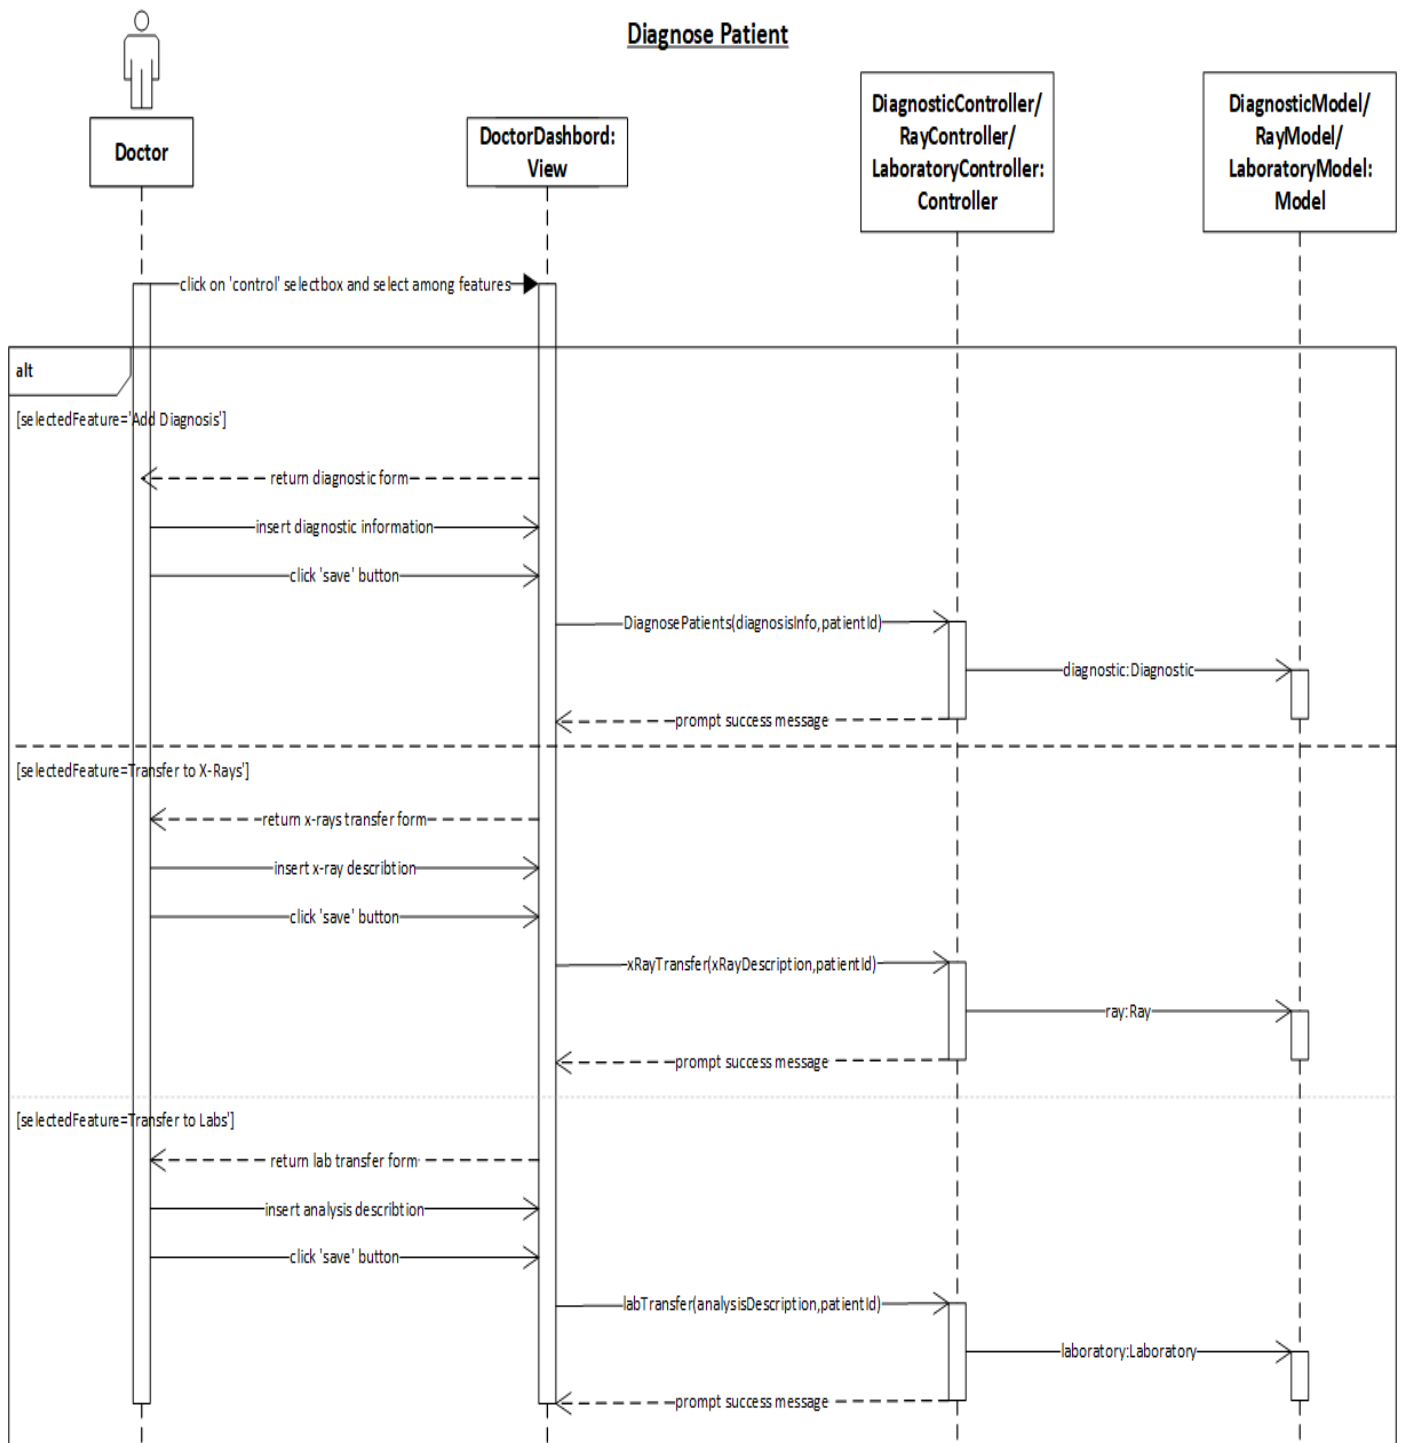 Diagnose Patient
Doctor
DoctorDashbord:
View
DiagnosticController/
RayController/
LaboratoryController:
Controller
DiagnosticModel/
RayModel/
LaboratoryModel:
Model
click on 'control' selectbox and select among features
alt
[selectedFeature='Add Diagnosis']
return diagnostic form
insert diagnostic information
click 'save' button
DiagnosePatients(diagnosisInfo,patientId)
diagnostic:Diagnostic
prompt success message
[selectedFeature=Transfer to X-Rays']
return x-rays transfer form
insert x-ray describtion
click 'save' button
xRayTransfer(xRayDescription,patientId)
ray:Ray
prompt success message
[selectedFeature=Transfer to Labs']
return lab transfer form
insert analysis describtion
click 'save' button
labTransfer(analysisDescription,patientId)
laboratory:Laboratory
prompt success message